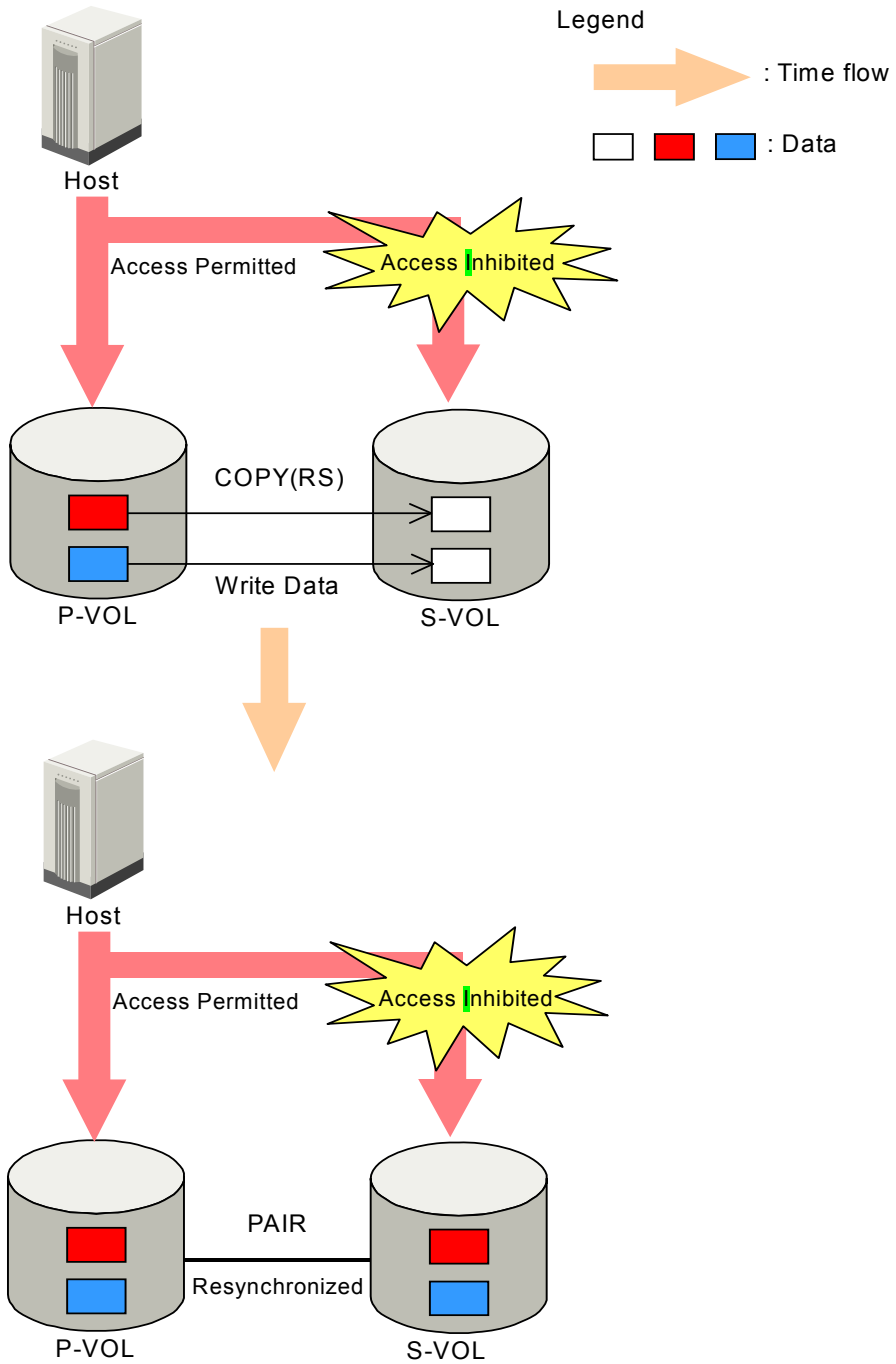 Legend
: Time flow
: Data
Host
Access Permitted
Access Inhibited
COPY(RS)
Write Data
P-VOL
S-VOL
Host
Access Permitted
Access Inhibited
PAIR
Resynchronized
P-VOL
S-VOL